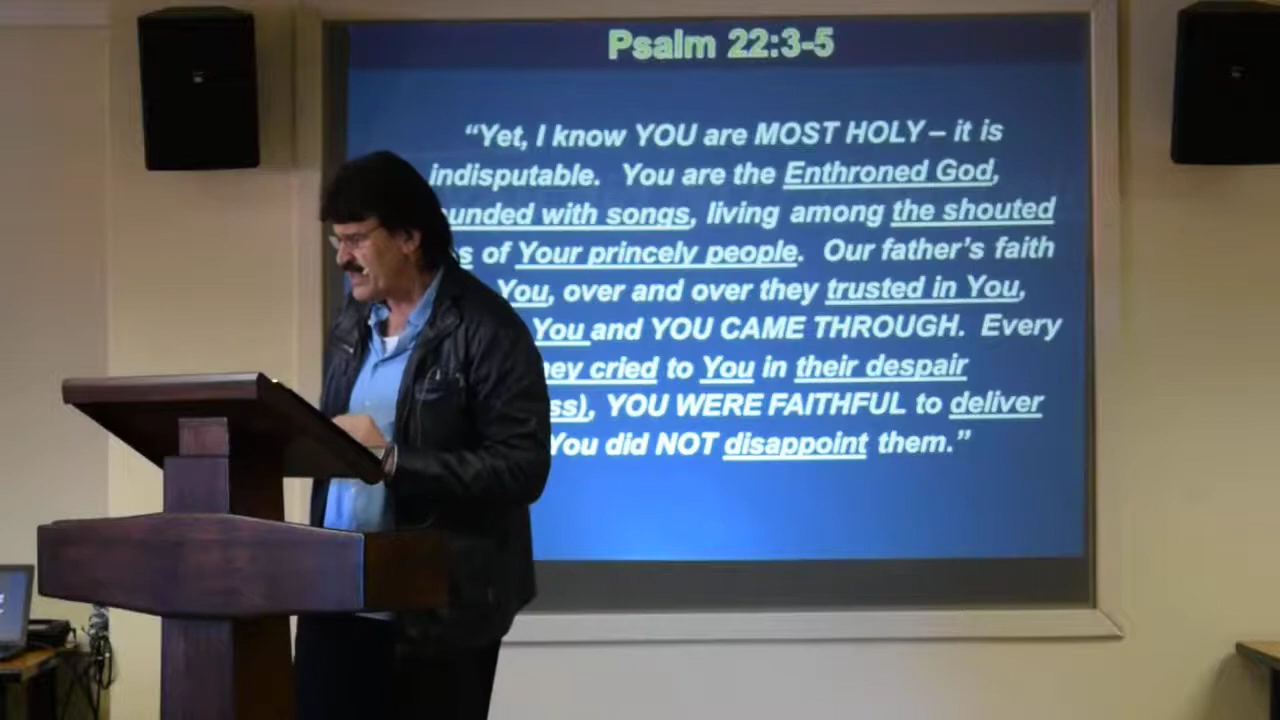 Psalm 22:3-5
“Yet, I know YOU are MOST HOLY – it is
indisputable. You are the Enthroned God,
with songs, living among the shouted
of Your princely people. Our father's faith
You, over and over they trusted in You,
You and YOU CAME THROUGH. Every
cried to You in their despair
YOU WERE FAITHFUL to deliver
You did NOT disappoint them.”